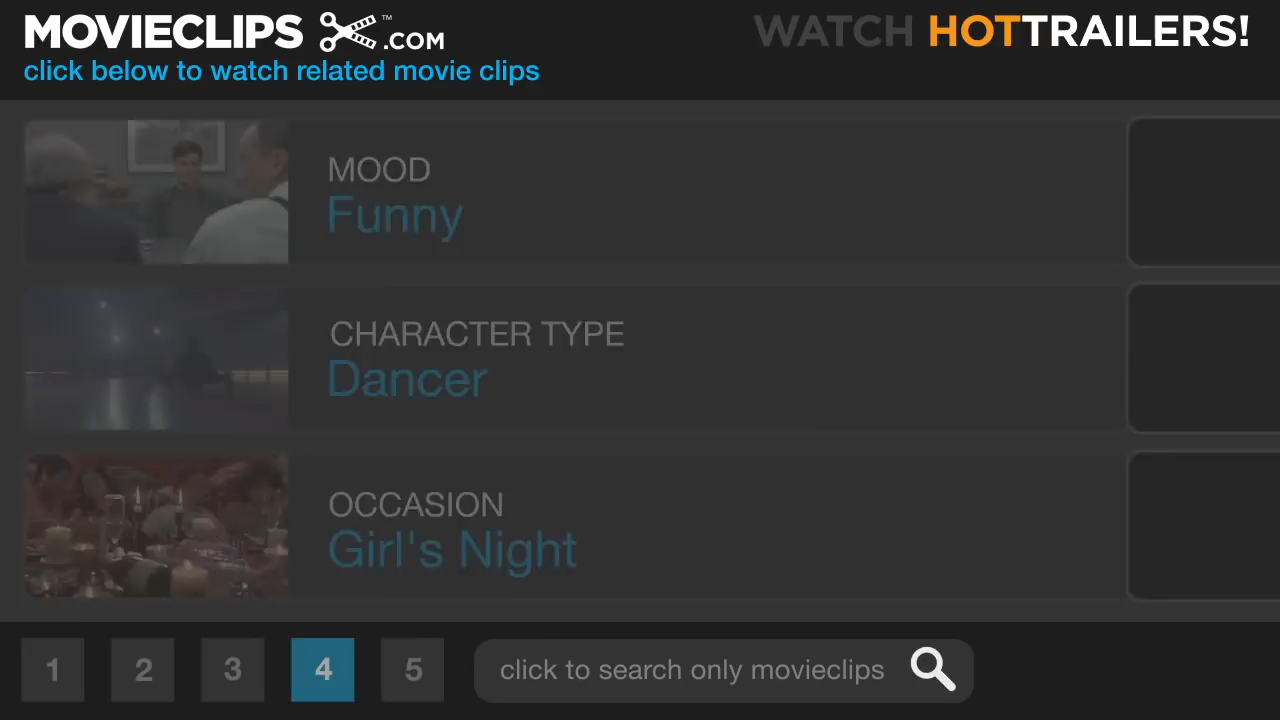 MOVIECLIPS ™ .COM
WATCH HOTTRAILERS!
click below to watch related movie clips
MOOD
Funny
CHARACTER TYPE
Dancer
OCCASION
Girl's Night
1 2 3 4 5
click to search only movieclips